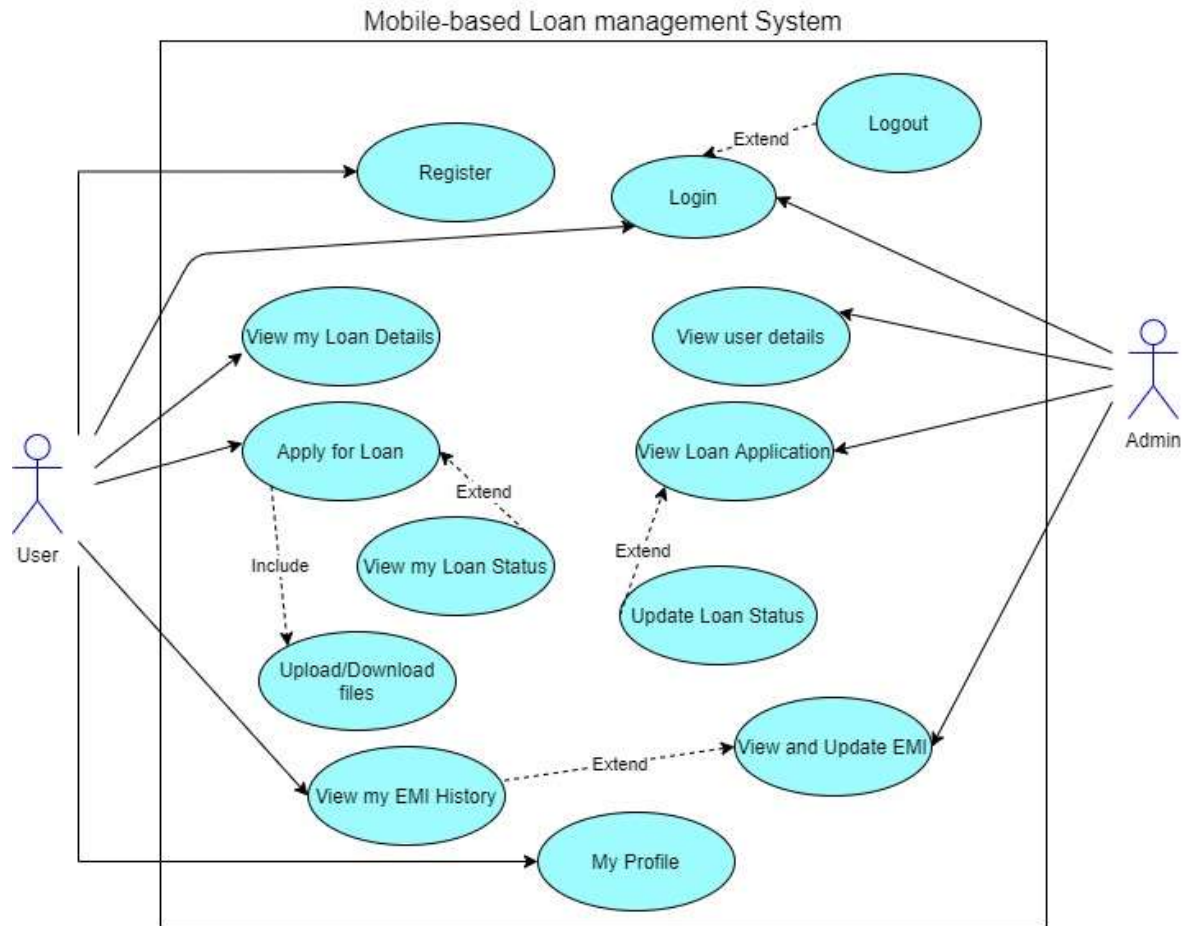 Mobile-based Loan management System
Logout
Extend
Register
Login
View my Loan Details
View user details
Apply for Loan
View Loan Application
Admin
User
Extend
View my Loan Status
Include
Extend
Update Loan Status
Upload/Download
files
View and Update EMI
Extend
View my EMI History
My Profile